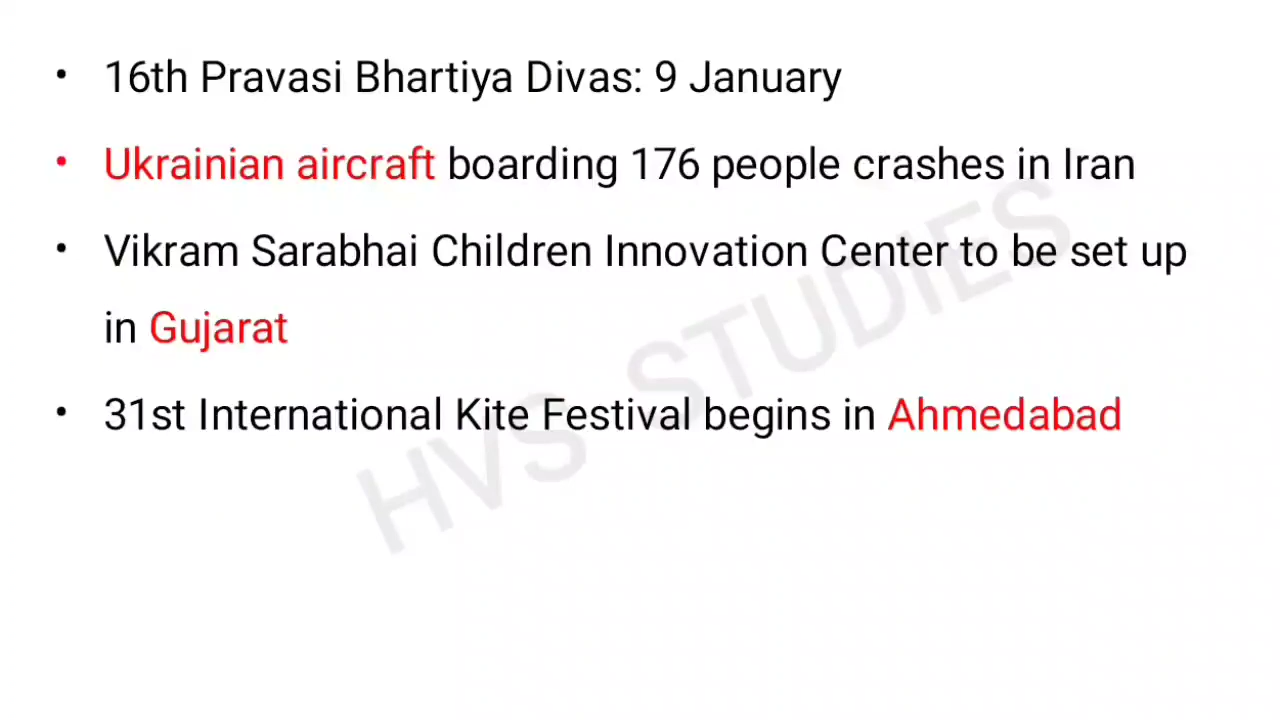 • 16th Pravasi Bhartiya Divas: 9 January
• Ukrainian aircraft boarding 176 people crashes in Iran
• Vikram Sarabhai Children Innovation Center to be set up
in Gujarat
• 31st International Kite Festival begins in Ahmedabad
HVS STUDIES